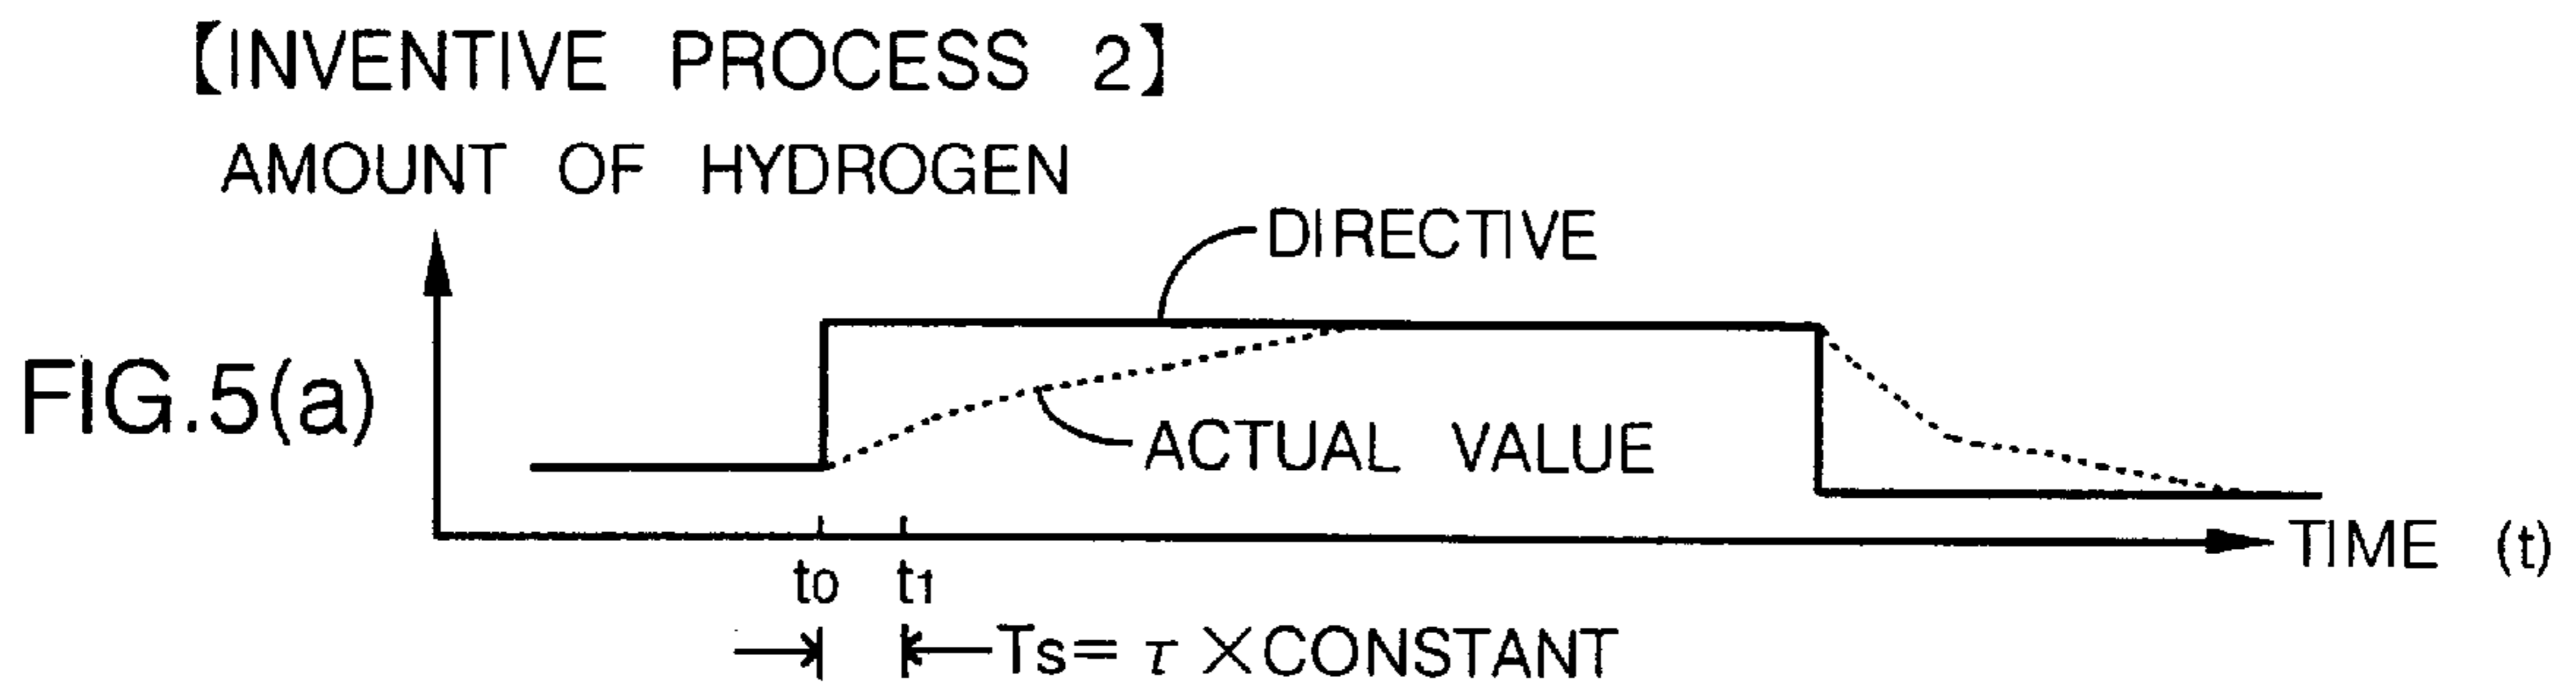 【INVENTIVE PROCESS 2】
AMOUNT OF HYDROGEN
DIRECTIVE
FIG.5(a)
ACTUAL VALUE
TIME (t)
t0 t1
Ts= τ ×CONSTANT